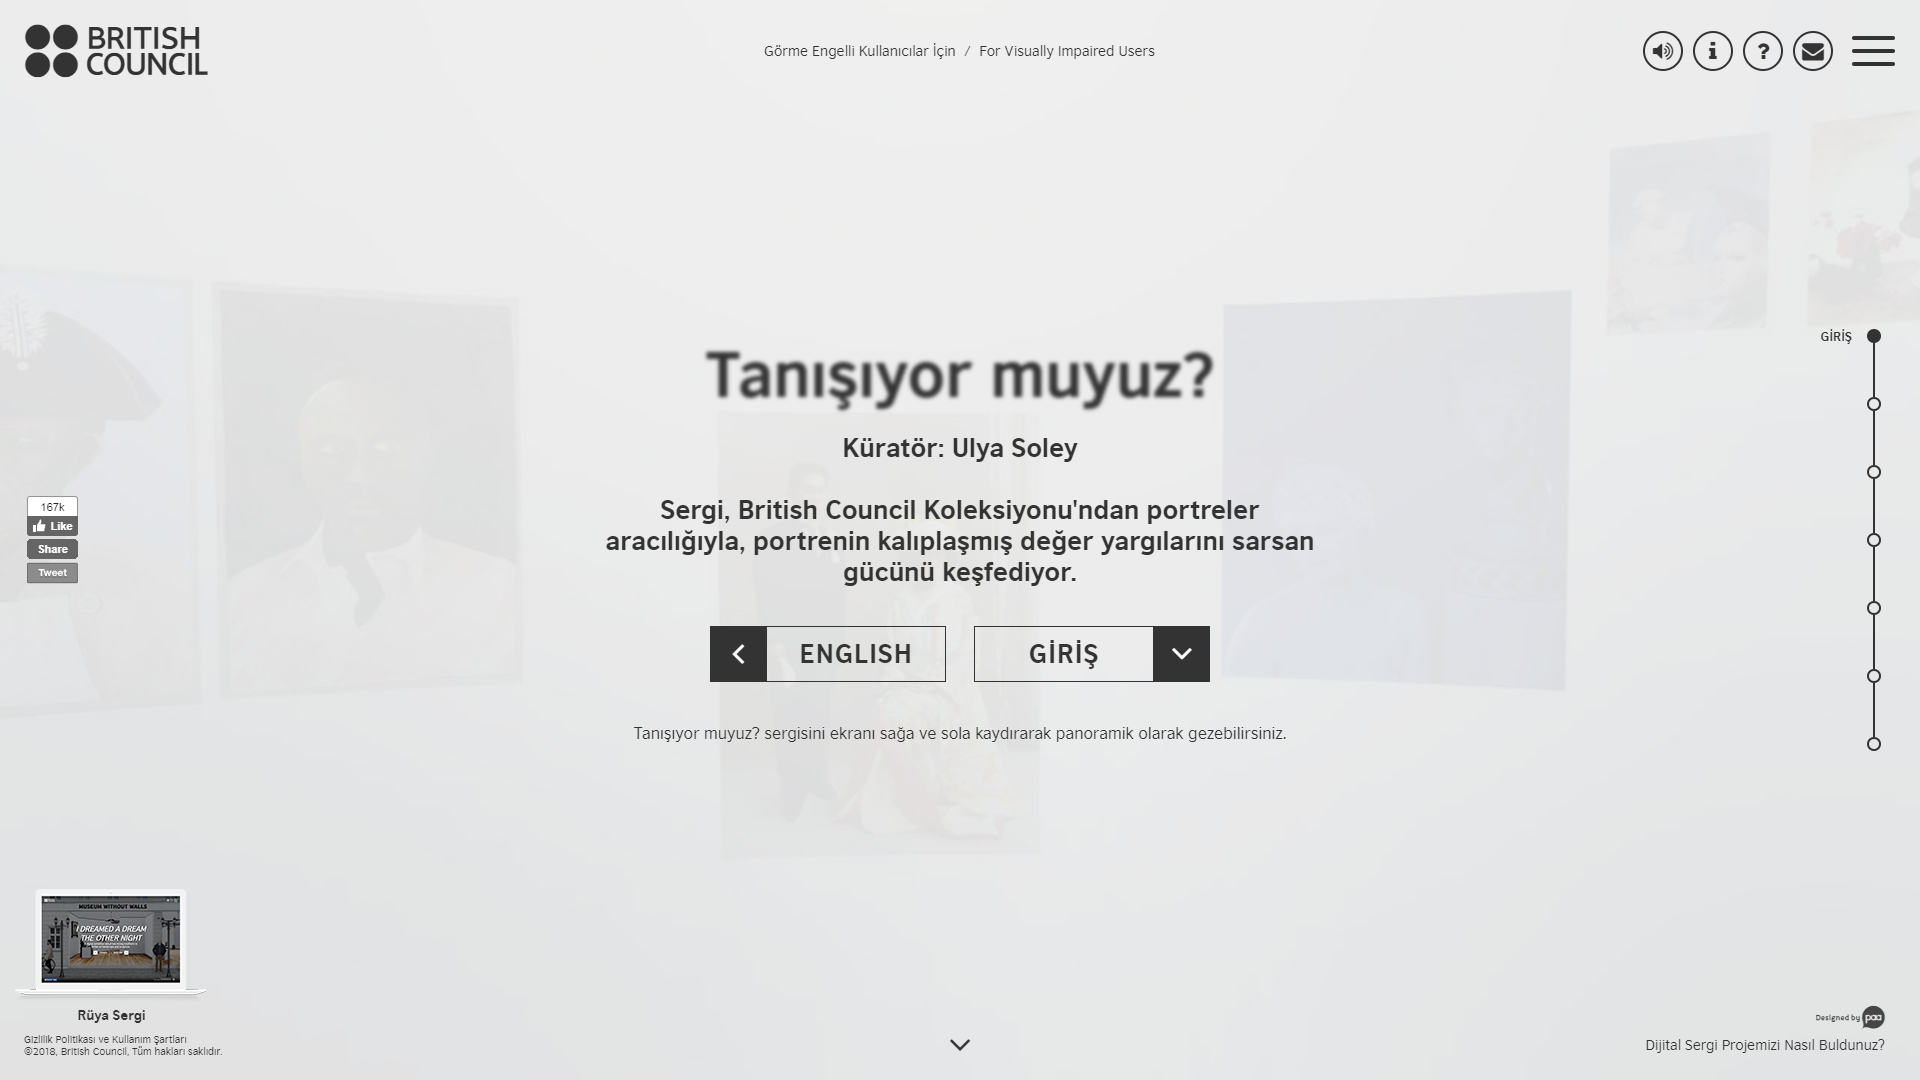 BRITISH
COUNCIL
Görme Engelli Kullanıcılar İçin / For Visually Impaired Users
GİRİŞ
Tanışıyor muyuz?
Küratör: Ulya Soley
Sergi, British Council Koleksiyonu'ndan portreler
aracılığıyla, portrenin kalıplaşmış değer yargılarını sarsan
gücünü keşfediyor.
167k
Like
Share
Tweet
ENGLISH
GİRİŞ
Tanışıyor muyuz? sergisini ekranı sağa ve sola kaydırarak panoramik olarak gezebilirsiniz.
MUSEUM WITHOUT WALLS
I DREAMED A DREAM
THE OTHER NIGHT
Rüya Sergi
Gizlilik Politikası ve Kullanım Şartları
©2018, British Council, Tüm hakları saklıdır.
Designed by paa
Dijital Sergi Projemizi Nasıl Buldunuz?